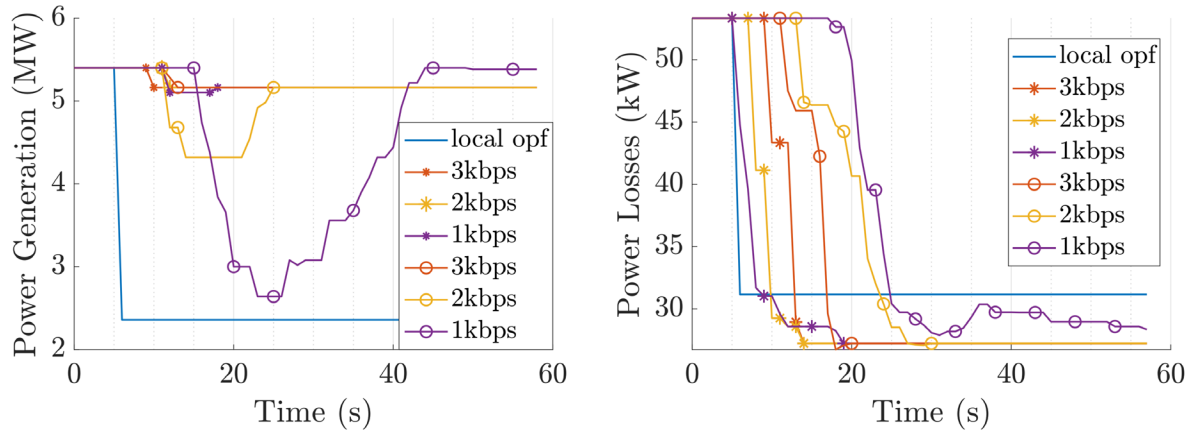 Power Generation (MW)
6
5
4
3
2
0
20
40
60
Time (s)
local opf
3kbps
2kbps
1kbps
3kbps
2kbps
1kbps
Power Losses (kW)
50
45
40
35
30
0
20
40
60
Time (s)
local opf
3kbps
2kbps
1kbps
3kbps
2kbps
1kbps